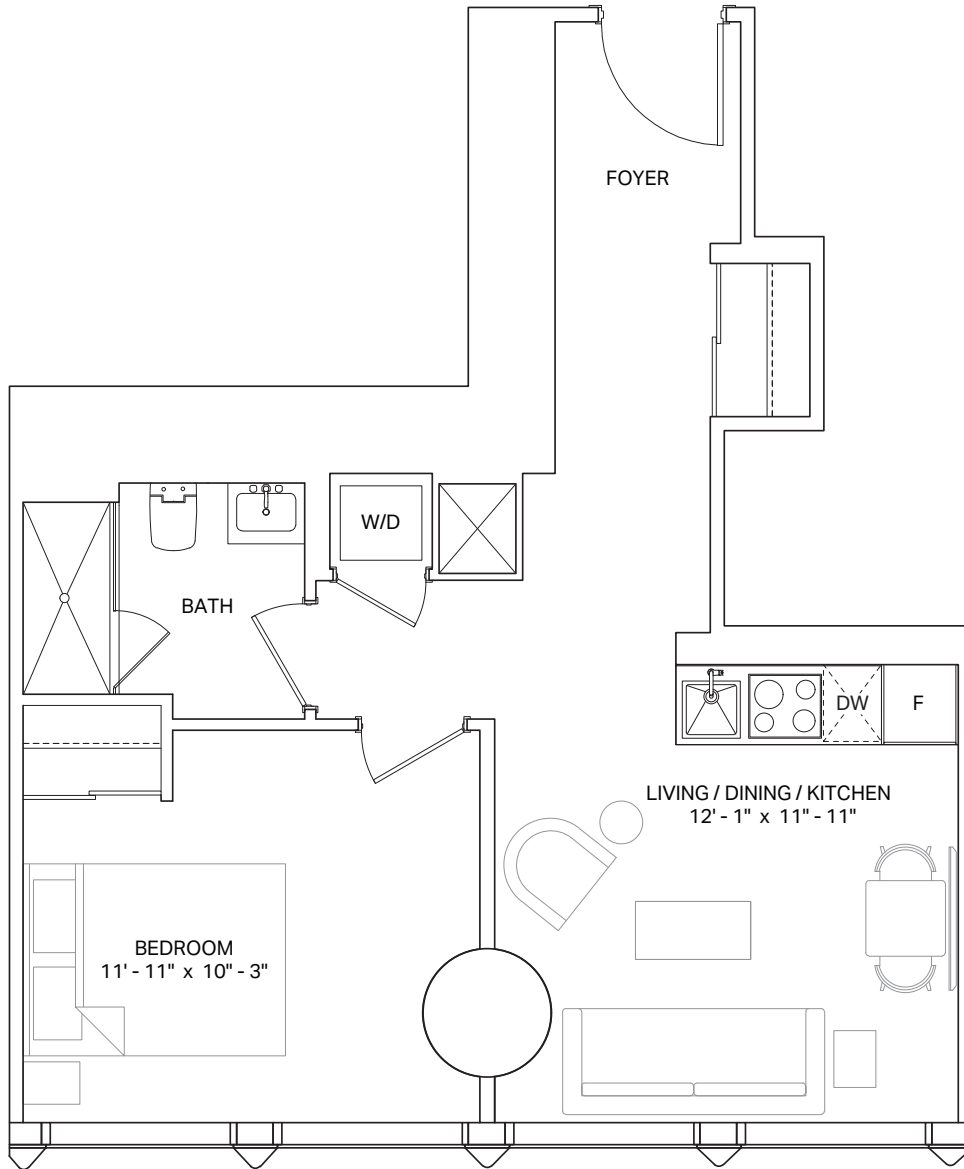 FOYER
W/D
BATH
DW
F
LIVING / DINING / KITCHEN
12' - 1" x 11" - 11"
BEDROOM
11' - 11" x 10" - 3"